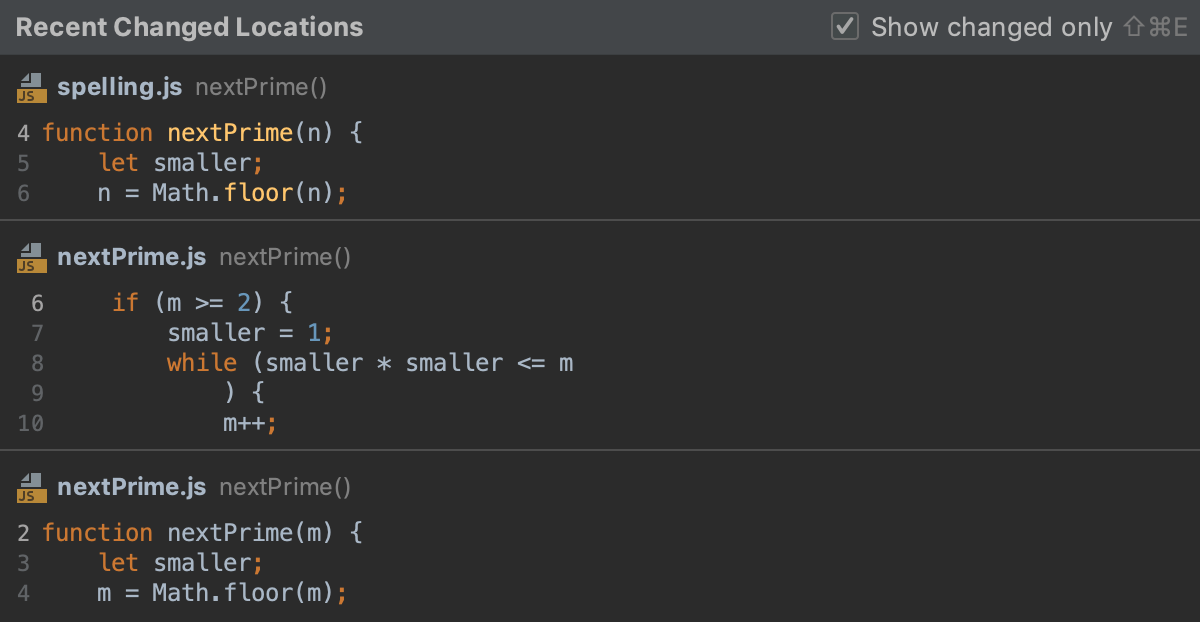 Recent Changed Locations Show changed only ⇧⌘E
JS spelling.js nextPrime()
4 function nextPrime(n) {
5     let smaller;
6     n = Math.floor(n);
JS nextPrime.js nextPrime()
6     if (m >= 2) {
7         smaller = 1;
8         while (smaller * smaller <= m
9             ) {
10             m++;
JS nextPrime.js nextPrime()
2 function nextPrime(m) {
3     let smaller;
4     m = Math.floor(m);